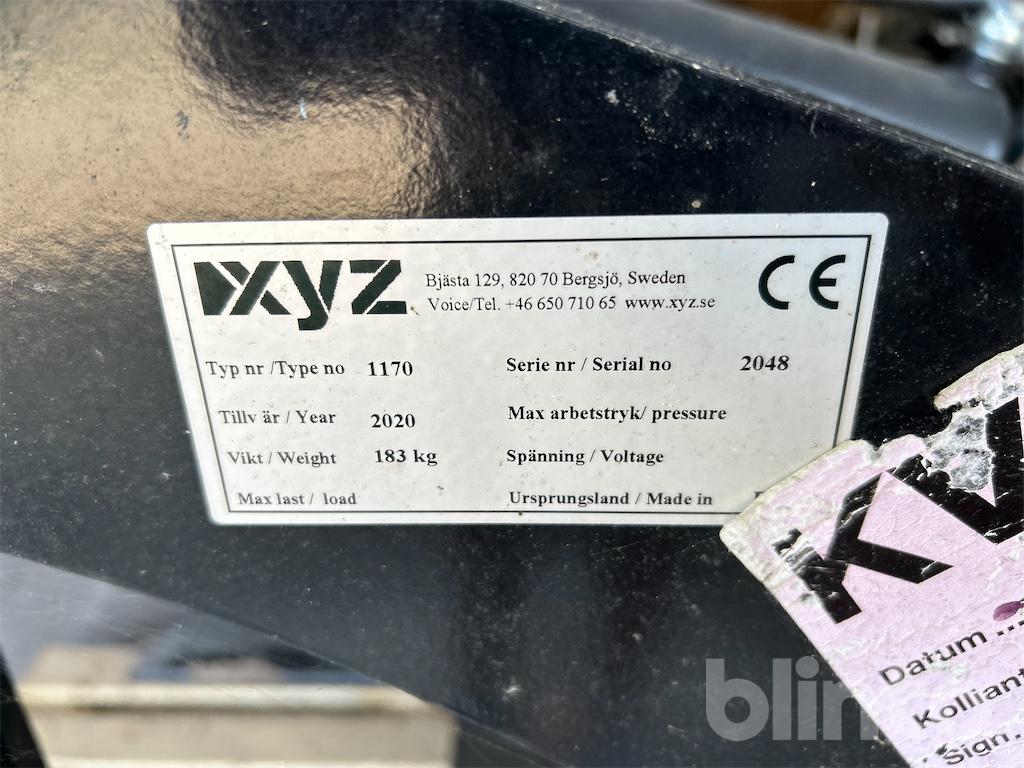 xyz
Bjästa 129, 820 70 Bergsjö, Sweden
Voice/Tel. +46 650 710 65 www.xyz.se
CE
Typ nr /Type no 1170
Serie nr / Serial no 2048
Tillv år / Year 2020
Max arbetstryk/ pressure
Vikt / Weight 183 kg
Spänning / Voltage
Max last / load
Ursprungsland / Made in
Datum ....
Sign.